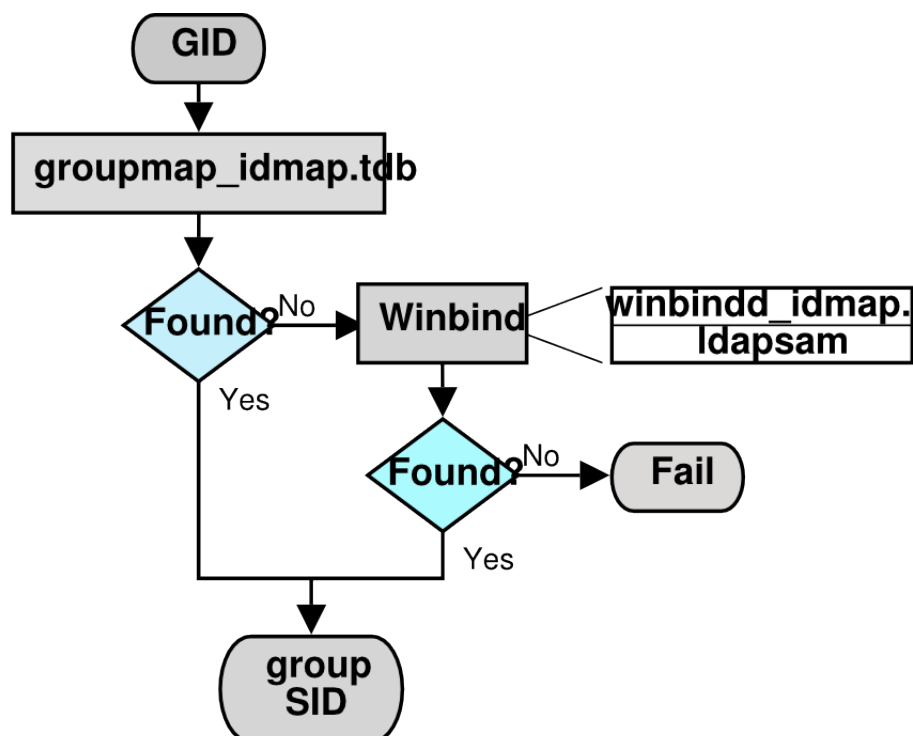 GID
groupmap_idmap.tdb
Found?
No
Winbind
winbindd_idmap.
ldapsam
Yes
Found?
No
Fail
Yes
group
SID